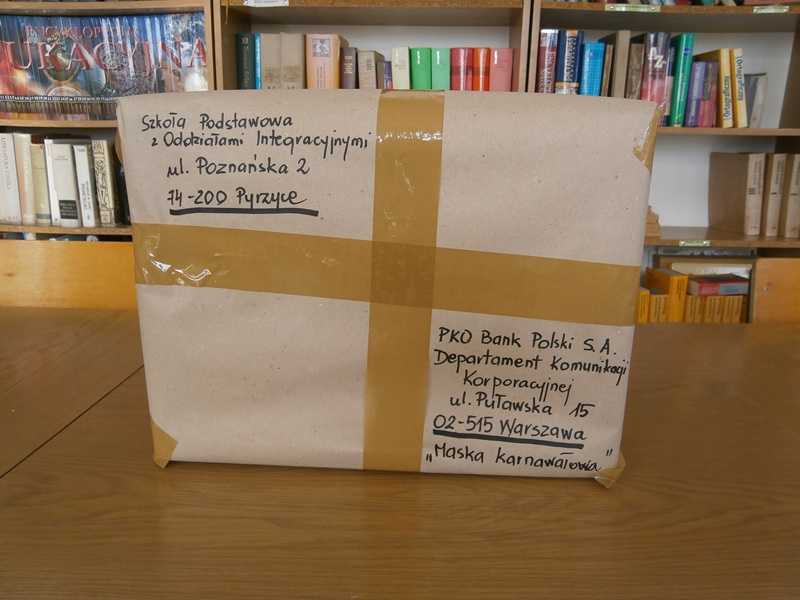 Szkoła Podstawowa
z Oddziałami Integracyjnymi
ul. Poznańska 2
74-200 Pyrzyce
PKO Bank Polski S.A.
Departament Komunikacji
Korporacyjnej
ul. Puławska 15
02-515 Warszawa
„Maska karnawałowa"